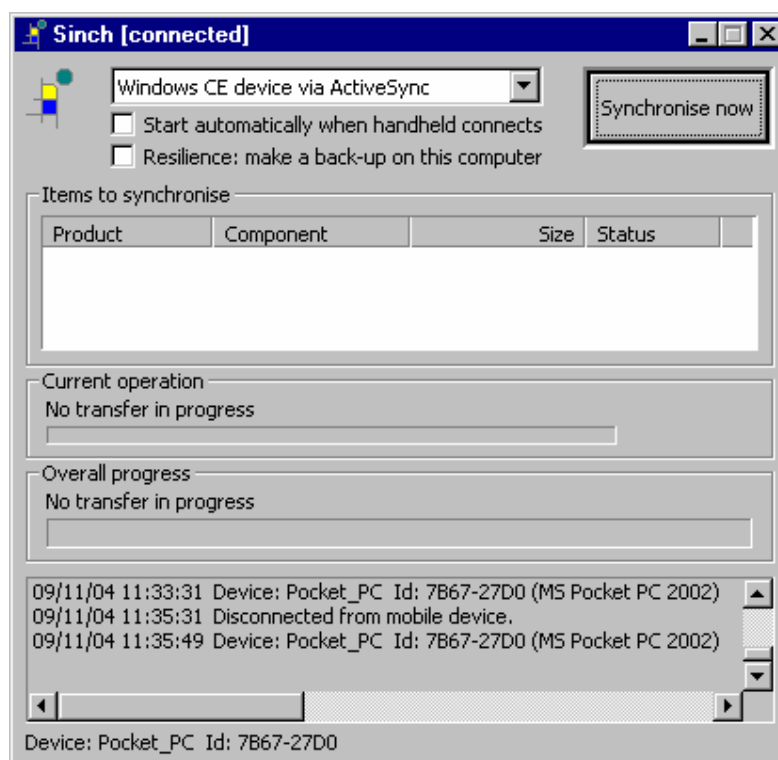 Sinch [connected]
Windows CE device via ActiveSync
Synchronise now
Start automatically when handheld connects
Resilience: make a back-up on this computer
Items to synchronise
Product Component Size Status
Current operation
No transfer in progress
Overall progress
No transfer in progress
09/11/04 11:33:31 Device: Pocket_PC Id: 7B67-27D0 (MS Pocket PC 2002)
09/11/04 11:35:31 Disconnected from mobile device.
09/11/04 11:35:49 Device: Pocket_PC Id: 7B67-27D0 (MS Pocket PC 2002)
Device: Pocket_PC Id: 7B67-27D0